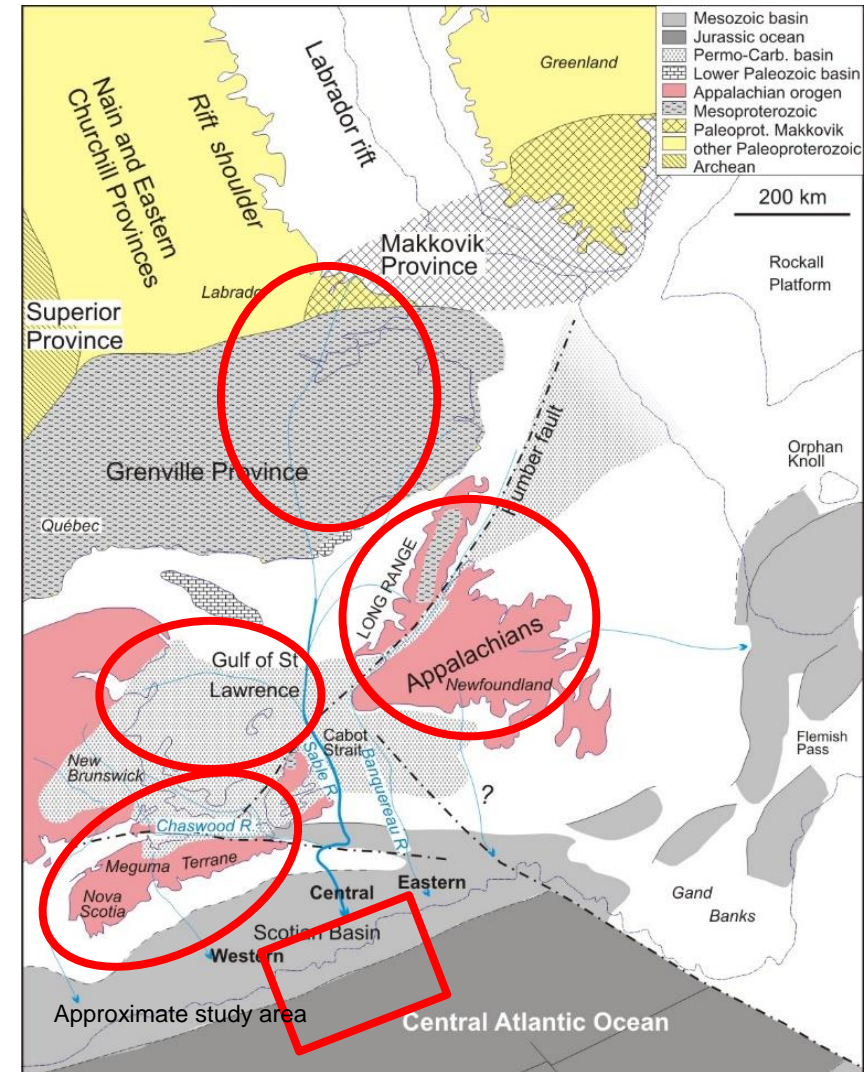 Mesozoic basin
Jurassic ocean
Permo-Carb. basin
Lower Paleozoic basin
Appalachian orogen
Mesoproterozoic
Paleoprot. Makkovik
other Paleoproterozoic
Archean
200 km
Nain and Eastern
Churchill Provinces
Rift shoulder
Labrador rift
Greenland
Makkovik
Province
Rockall
Platform
Labrador
Superior
Province
Grenville Province
Québec
Humber fault
Orphan
Knoll
LONG RANGE
Appalachians
Newfoundland
Gulf of St
Lawrence
Cabot
Strait
Sable R.
Banquereau R.
New
Brunswick
Flemish
Pass
?
Chaswood R.
Meguma Terrane
Nova
Scotia
Central
Eastern
Scotian Basin
Western
Gand
Banks
Approximate study area
Central Atlantic Ocean